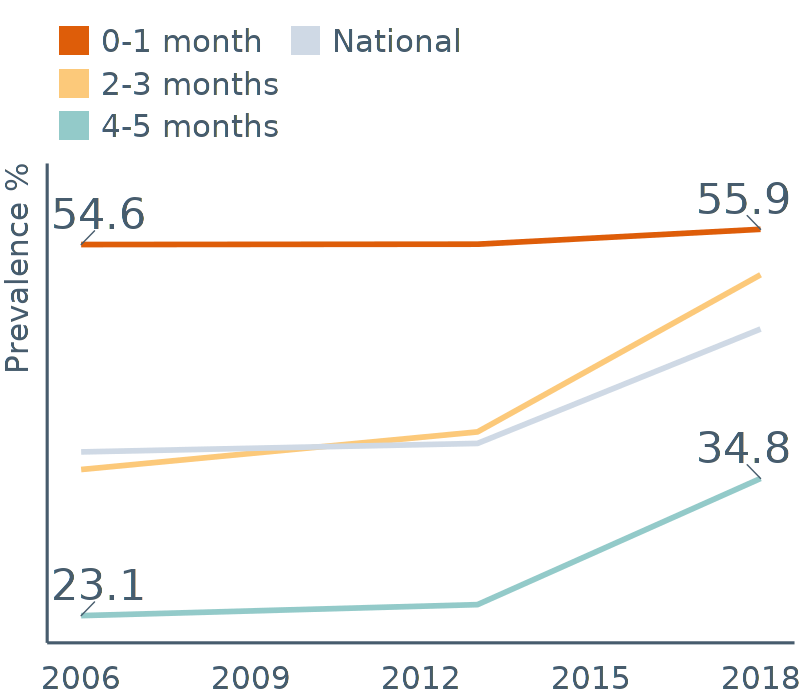 0-1 month
National
2-3 months
4-5 months
Prevalence %
54.6
55.9
34.8
23.1
2006 2009 2012 2015 2018